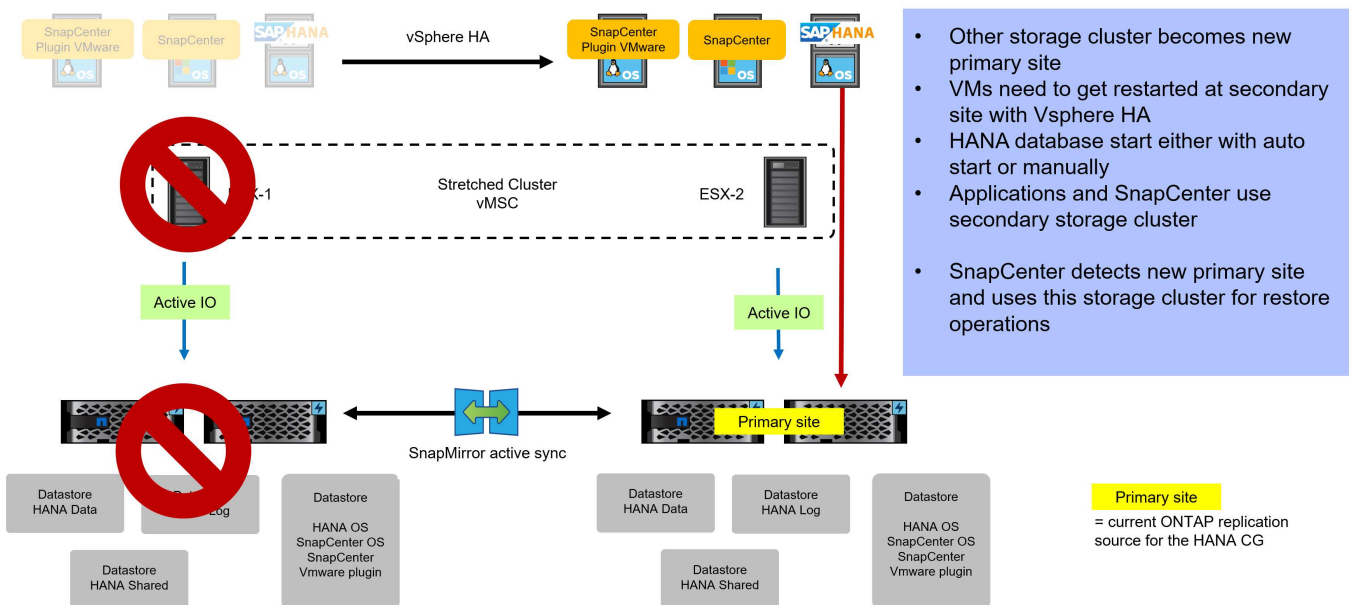 SnapCenter
Plugin VMware
SnapCenter
SAP HANA
OS
OS
OS
vSphere HA
SnapCenter
Plugin VMware
SnapCenter
SAP HANA
OS
OS
OS
Stretched Cluster
vMSC
ESX-2
Active IO
Active IO
Primary site
SnapMirror active sync
Datastore
HANA Data
Datastore
HANA OS
SnapCenter OS
SnapCenter
Vmware plugin
Datastore
HANA Shared
Datastore
HANA Data
Datastore
HANA Log
Datastore
HANA OS
SnapCenter OS
SnapCenter
Vmware plugin
Datastore
HANA Shared
• Other storage cluster becomes new
primary site
• VMs need to get restarted at secondary
site with Vsphere HA
• HANA database start either with auto
start or manually
• Applications and SnapCenter use
secondary storage cluster
• SnapCenter detects new primary site
and uses this storage cluster for restore
operations
Primary site
= current ONTAP replication
source for the HANA CG